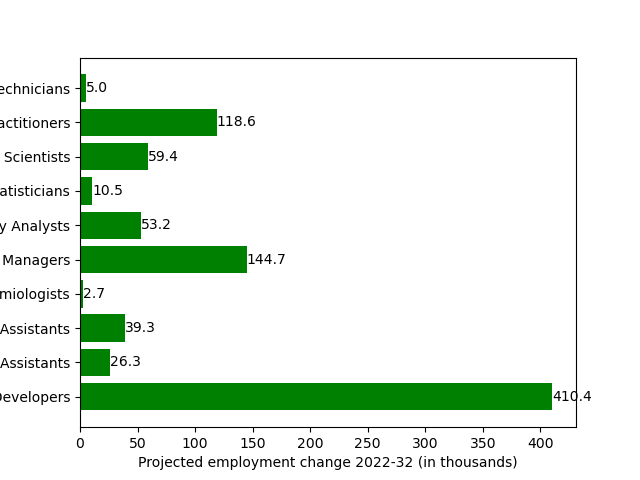 echnicians 5.0
actitioners 118.6
Scientists 59.4
atisticians 10.5
y Analysts 53.2
Managers 144.7
miologists 2.7
Assistants 39.3
Assistants 26.3
Developers 410.4
0 50 100 150 200 250 300 350 400
Projected employment change 2022-32 (in thousands)